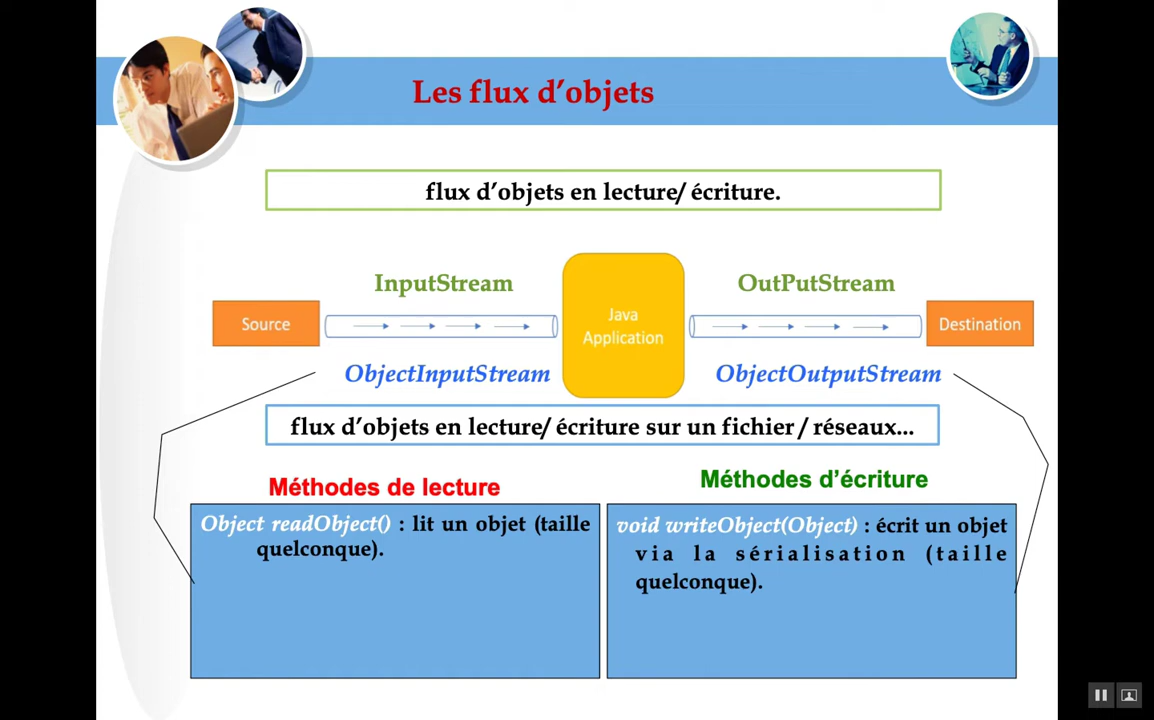 Les flux d’objets
flux d’objets en lecture/ écriture.
InputStream
OutPutStream
Source
Java
Application
Destination
ObjectInputStream
ObjectOutputStream
flux d’objets en lecture/ écriture sur un fichier / réseaux...
Méthodes de lecture
Object readObject() : lit un objet (taille
quelconque).
Méthodes d’écriture
void writeObject(Object) : écrit un objet
via la sérialisation (taille
quelconque).